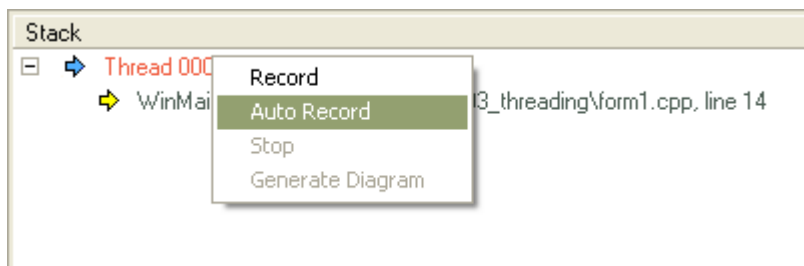 Stack
Thread 000
Record
WinMai 3_threading\form1.cpp, line 14
Auto Record
Stop
Generate Diagram